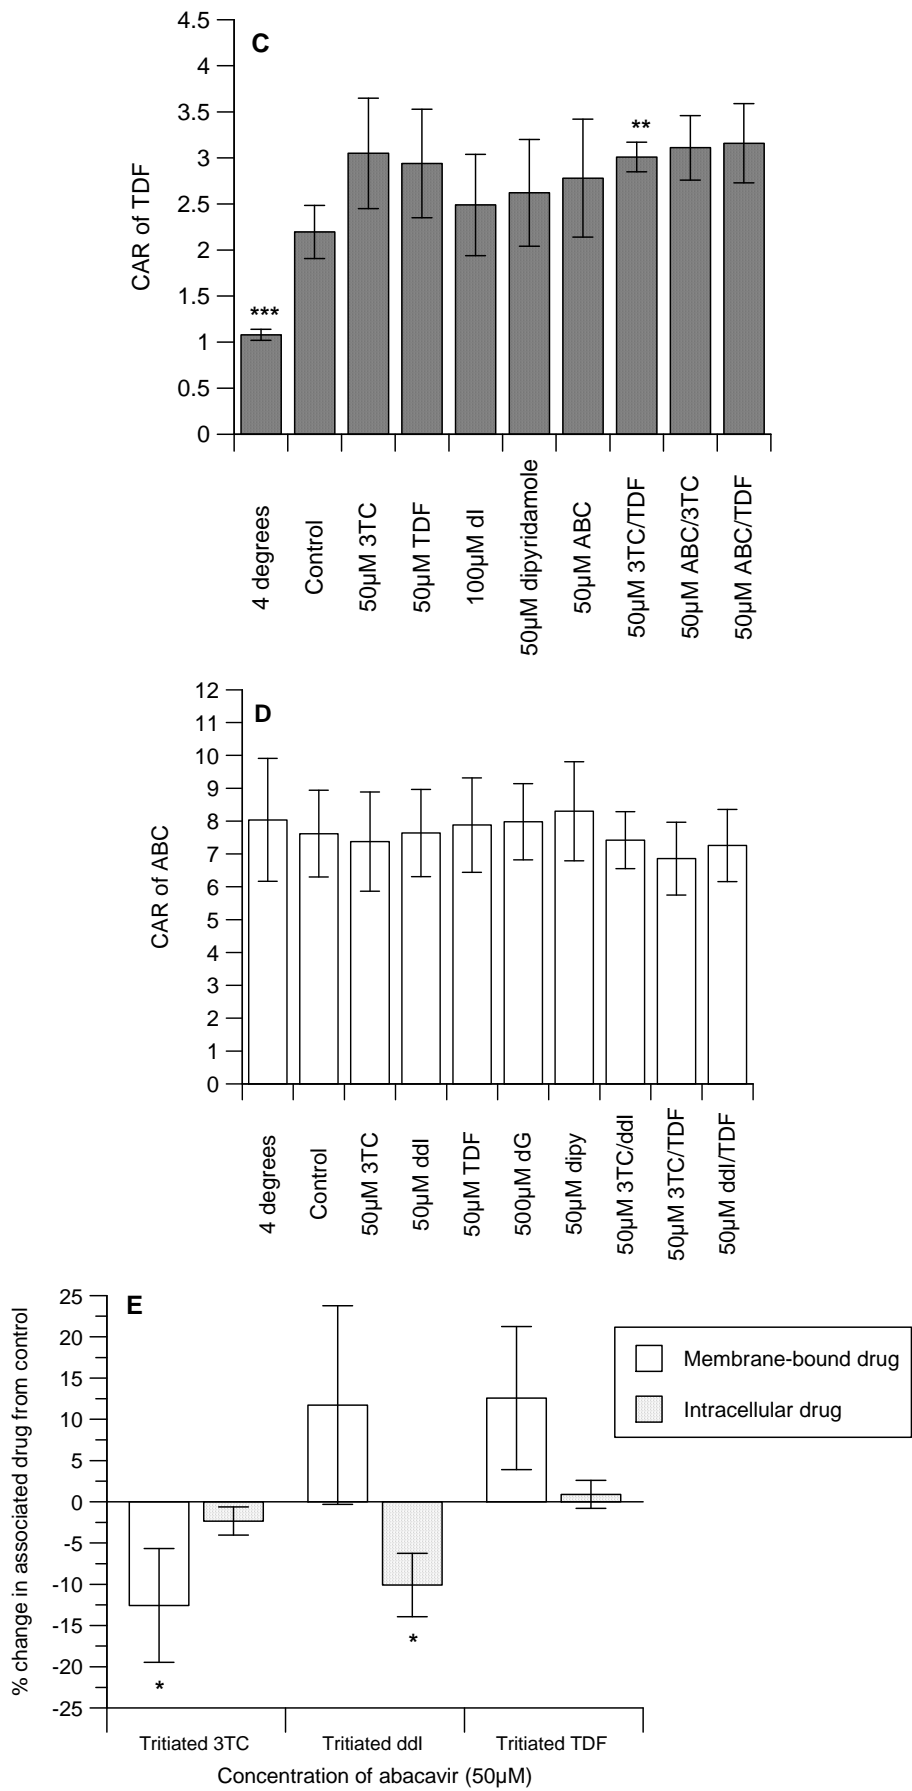 C
4.5
4
3.5
3
2.5
2
1.5
1
0.5
0
CAR of TDF
***
**
4 degrees
Control
50µM 3TC
50µM TDF
100µM dI
50µM dipyridamole
50µM ABC
50µM 3TC/TDF
50µM ABC/3TC
50µM ABC/TDF
D
12
11
10
9
8
7
6
5
4
3
2
1
0
CAR of ABC
4 degrees
Control
50µM 3TC
50µM ddI
50µM TDF
500µM dG
50µM dipy
50µM 3TC/ddI
50µM 3TC/TDF
50µM ddI/TDF
E
25
20
15
10
5
0
-5
-10
-15
-20
-25
% change in associated drug from control
Membrane-bound drug
Intracellular drug
*
*
Tritiated 3TC
Tritiated ddI
Tritiated TDF
Concentration of abacavir (50µM)